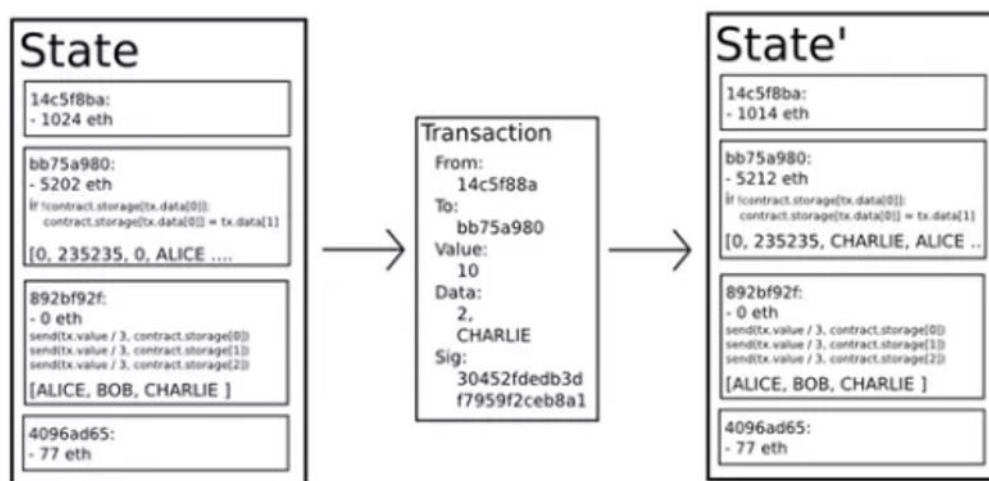 State
14c5f8ba:
- 1024 eth
bb75a980:
- 5202 eth
if !contract.storage[tx.data[0]]:
contract.storage[tx.data[0]] = tx.data[1]
[0, 235235, 0, ALICE ....
892bf92f:
- 0 eth
send(tx.value / 3, contract.storage[0])
send(tx.value / 3, contract.storage[1])
send(tx.value / 3, contract.storage[2])
[ALICE, BOB, CHARLIE ]
4096ad65:
- 77 eth
Transaction
From:
14c5f88a
To:
bb75a980
Value:
10
Data:
2,
CHARLIE
Sig:
30452fdedb3d
f7959f2ceb8a1
State'
14c5f8ba:
- 1014 eth
bb75a980:
- 5212 eth
if !contract.storage[tx.data[0]]:
contract.storage[tx.data[0]] = tx.data[1]
[0, 235235, CHARLIE, ALICE ..
892bf92f:
- 0 eth
send(tx.value / 3, contract.storage[0])
send(tx.value / 3, contract.storage[1])
send(tx.value / 3, contract.storage[2])
[ALICE, BOB, CHARLIE ]
4096ad65:
- 77 eth